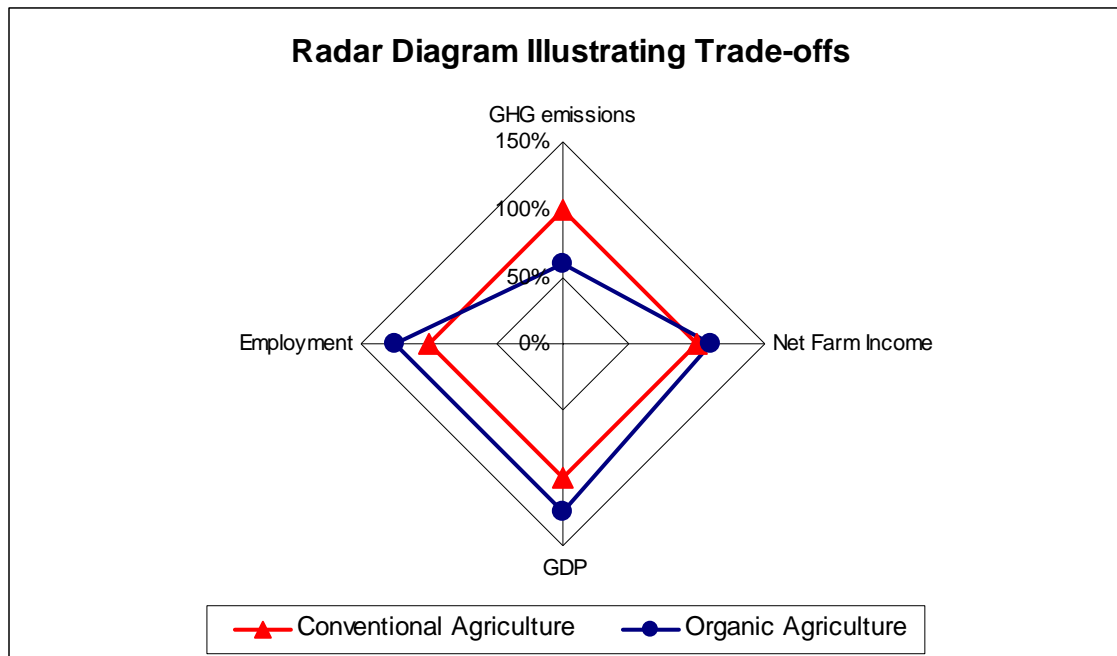 Radar Diagram Illustrating Trade-offs
GHG emissions
150%
100%
50%
Employment 0% Net Farm Income
GDP
Conventional Agriculture Organic Agriculture